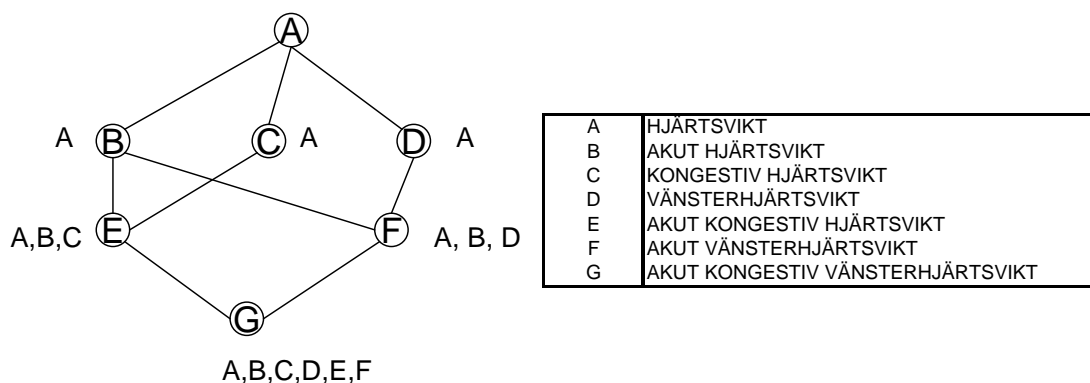 A
A B C A D A
A,B,C E F A, B, D
G
A,B,C,D,E,F
A HJÄRTSVIKT
B AKUT HJÄRTSVIKT
C KONGESTIV HJÄRTSVIKT
D VÄNSTERHJÄRTSVIKT
E AKUT KONGESTIV HJÄRTSVIKT
F AKUT VÄNSTERHJÄRTSVIKT
G AKUT KONGESTIV VÄNSTERHJÄRTSVIKT